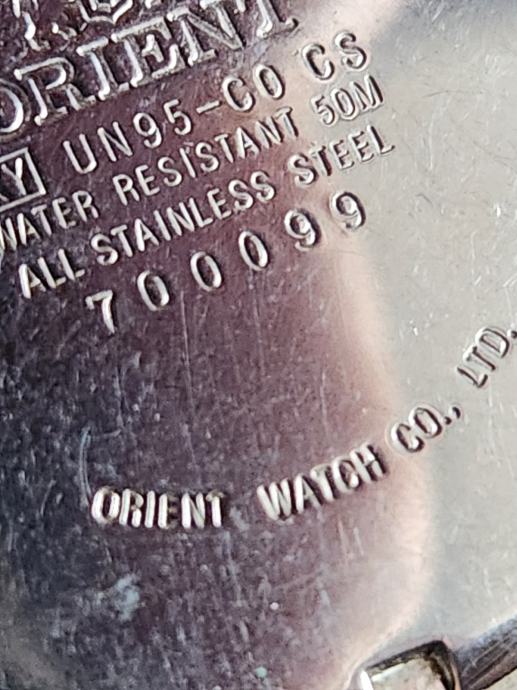 ORIENT
Y UN95-C0 CS
WATER RESISTANT 50M
ALL STAINLESS STEEL
700099
ORIENT WATCH CO., LTD.